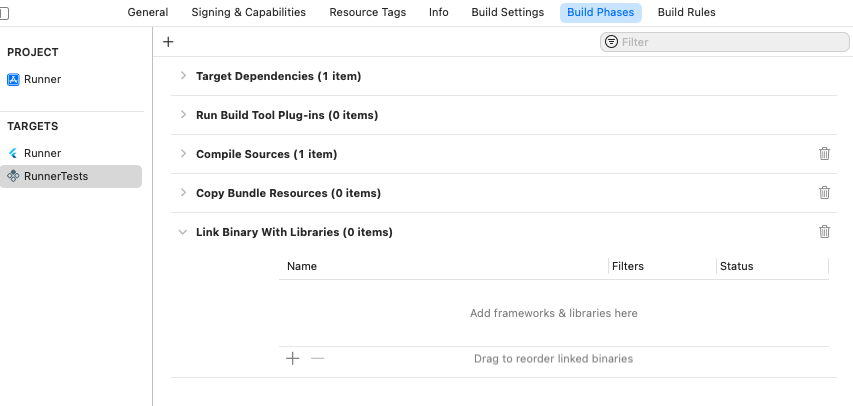 General Signing & Capabilities Resource Tags Info Build Settings Build Phases Build Rules
Filter
PROJECT
Runner
TARGETS
Runner
RunnerTests
Target Dependencies (1 item)
Run Build Tool Plug-ins (0 items)
Compile Sources (1 item)
Copy Bundle Resources (0 items)
Link Binary With Libraries (0 items)
Name Filters Status
Add frameworks & libraries here
Drag to reorder linked binaries